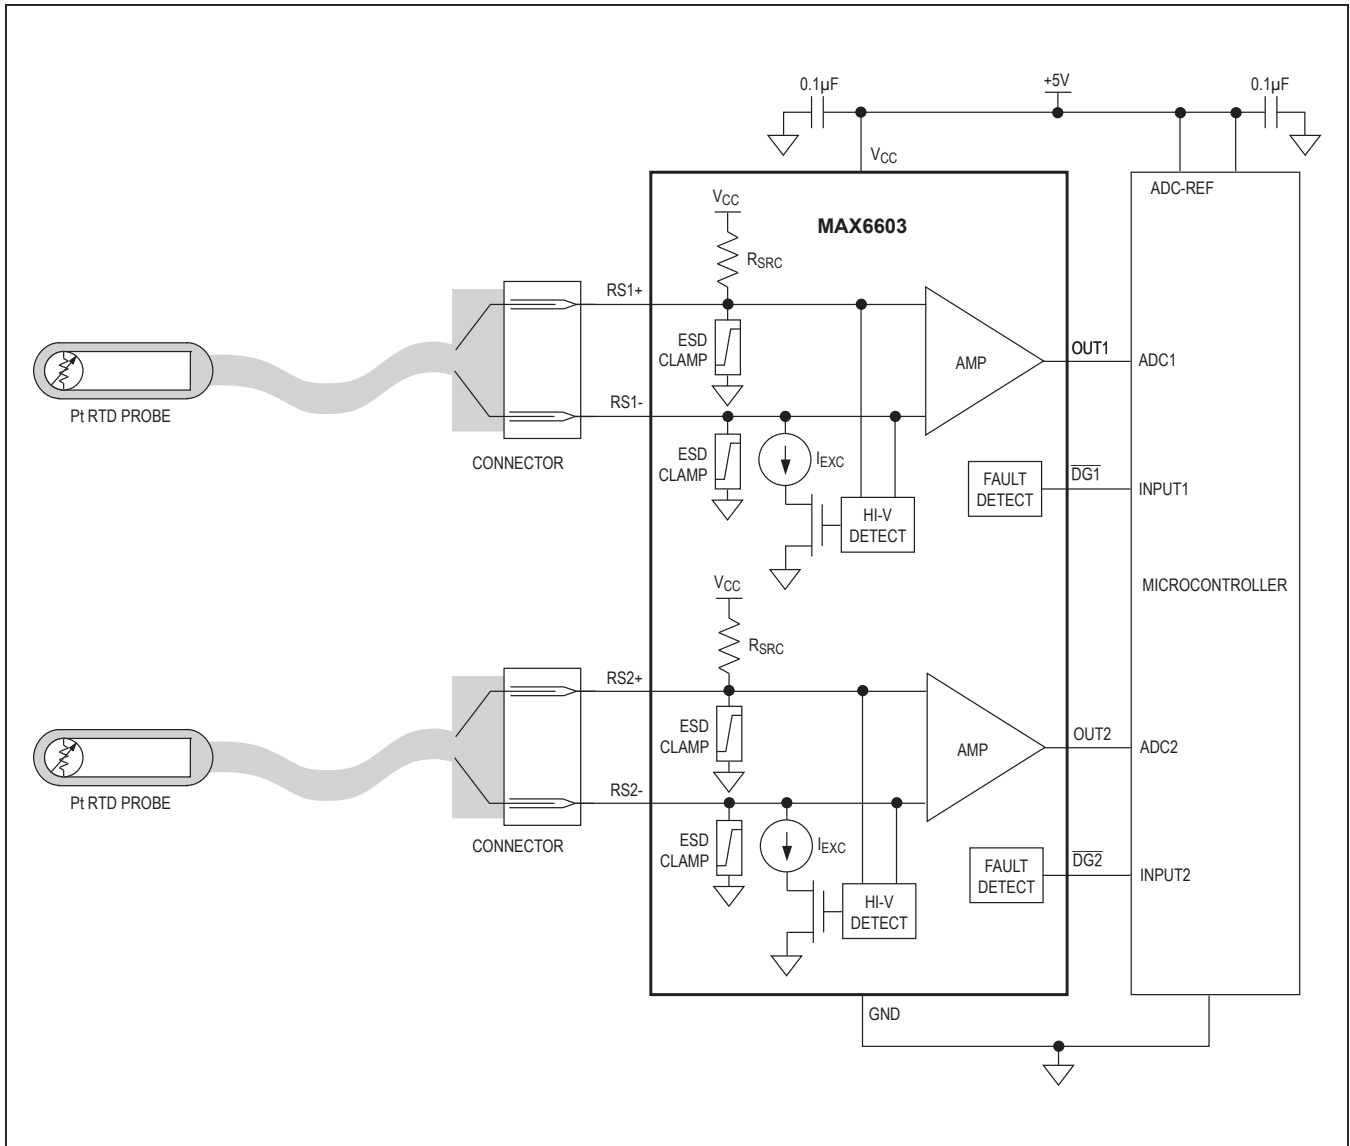 0.1µF
+5V
0.1µF
VCC
ADC-REF
VCC
MAX6603
RSRC
RS1+
ESD
CLAMP
AMP
OUT1
ADC1
Pt RTD PROBE
RS1-
CONNECTOR
ESD
CLAMP
IEXC
HI-V
DETECT
FAULT
DETECT
DG1
INPUT1
MICROCONTROLLER
VCC
RSRC
RS2+
ESD
CLAMP
AMP
OUT2
ADC2
Pt RTD PROBE
RS2-
CONNECTOR
ESD
CLAMP
IEXC
HI-V
DETECT
FAULT
DETECT
DG2
INPUT2
GND